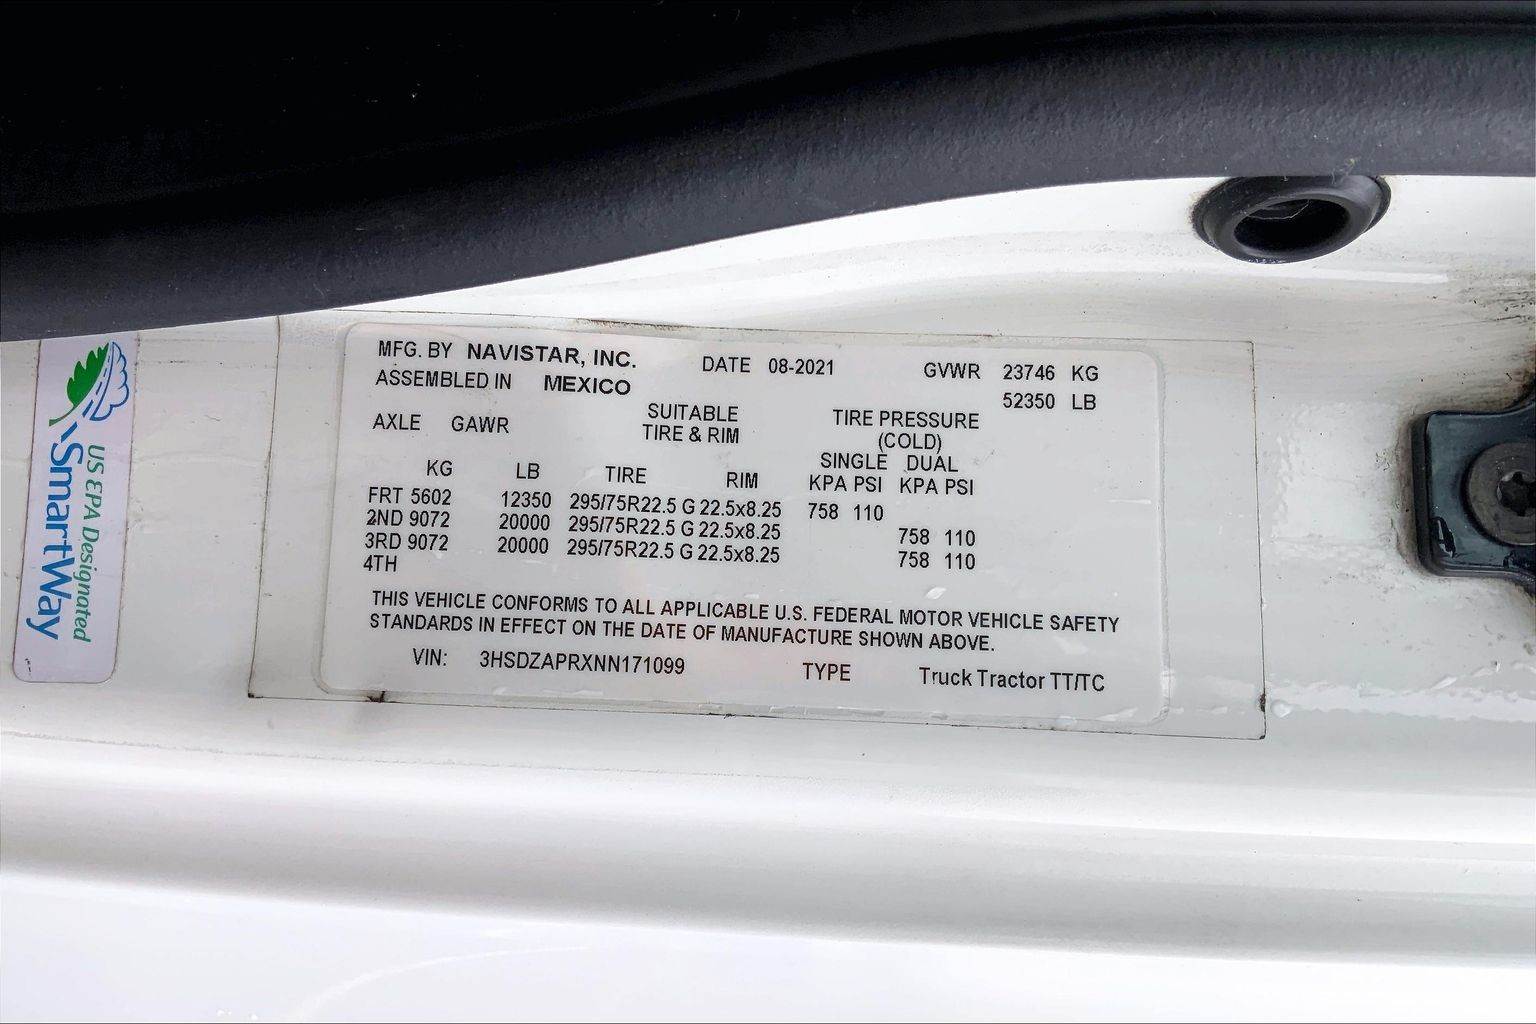 MFG. BY NAVISTAR, INC. DATE 08-2021 GVWR 23746 KG
ASSEMBLED IN MEXICO 52350 LB
AXLE GAWR SUITABLE TIRE PRESSURE
TIRE & RIM (COLD)
SINGLE DUAL
KG LB TIRE RIM KPA PSI KPA PSI
FRT 5602 12350 295/75R22.5 G 22.5x8.25 758 110
2ND 9072 20000 295/75R22.5 G 22.5x8.25 758 110
3RD 9072 20000 295/75R22.5 G 22.5x8.25 758 110
4TH
THIS VEHICLE CONFORMS TO ALL APPLICABLE U.S. FEDERAL MOTOR VEHICLE SAFETY
STANDARDS IN EFFECT ON THE DATE OF MANUFACTURE SHOWN ABOVE.
VIN: 3HSDZAPRXNN171099 TYPE Truck Tractor TT/TC
US EPA Designated
SmartWay